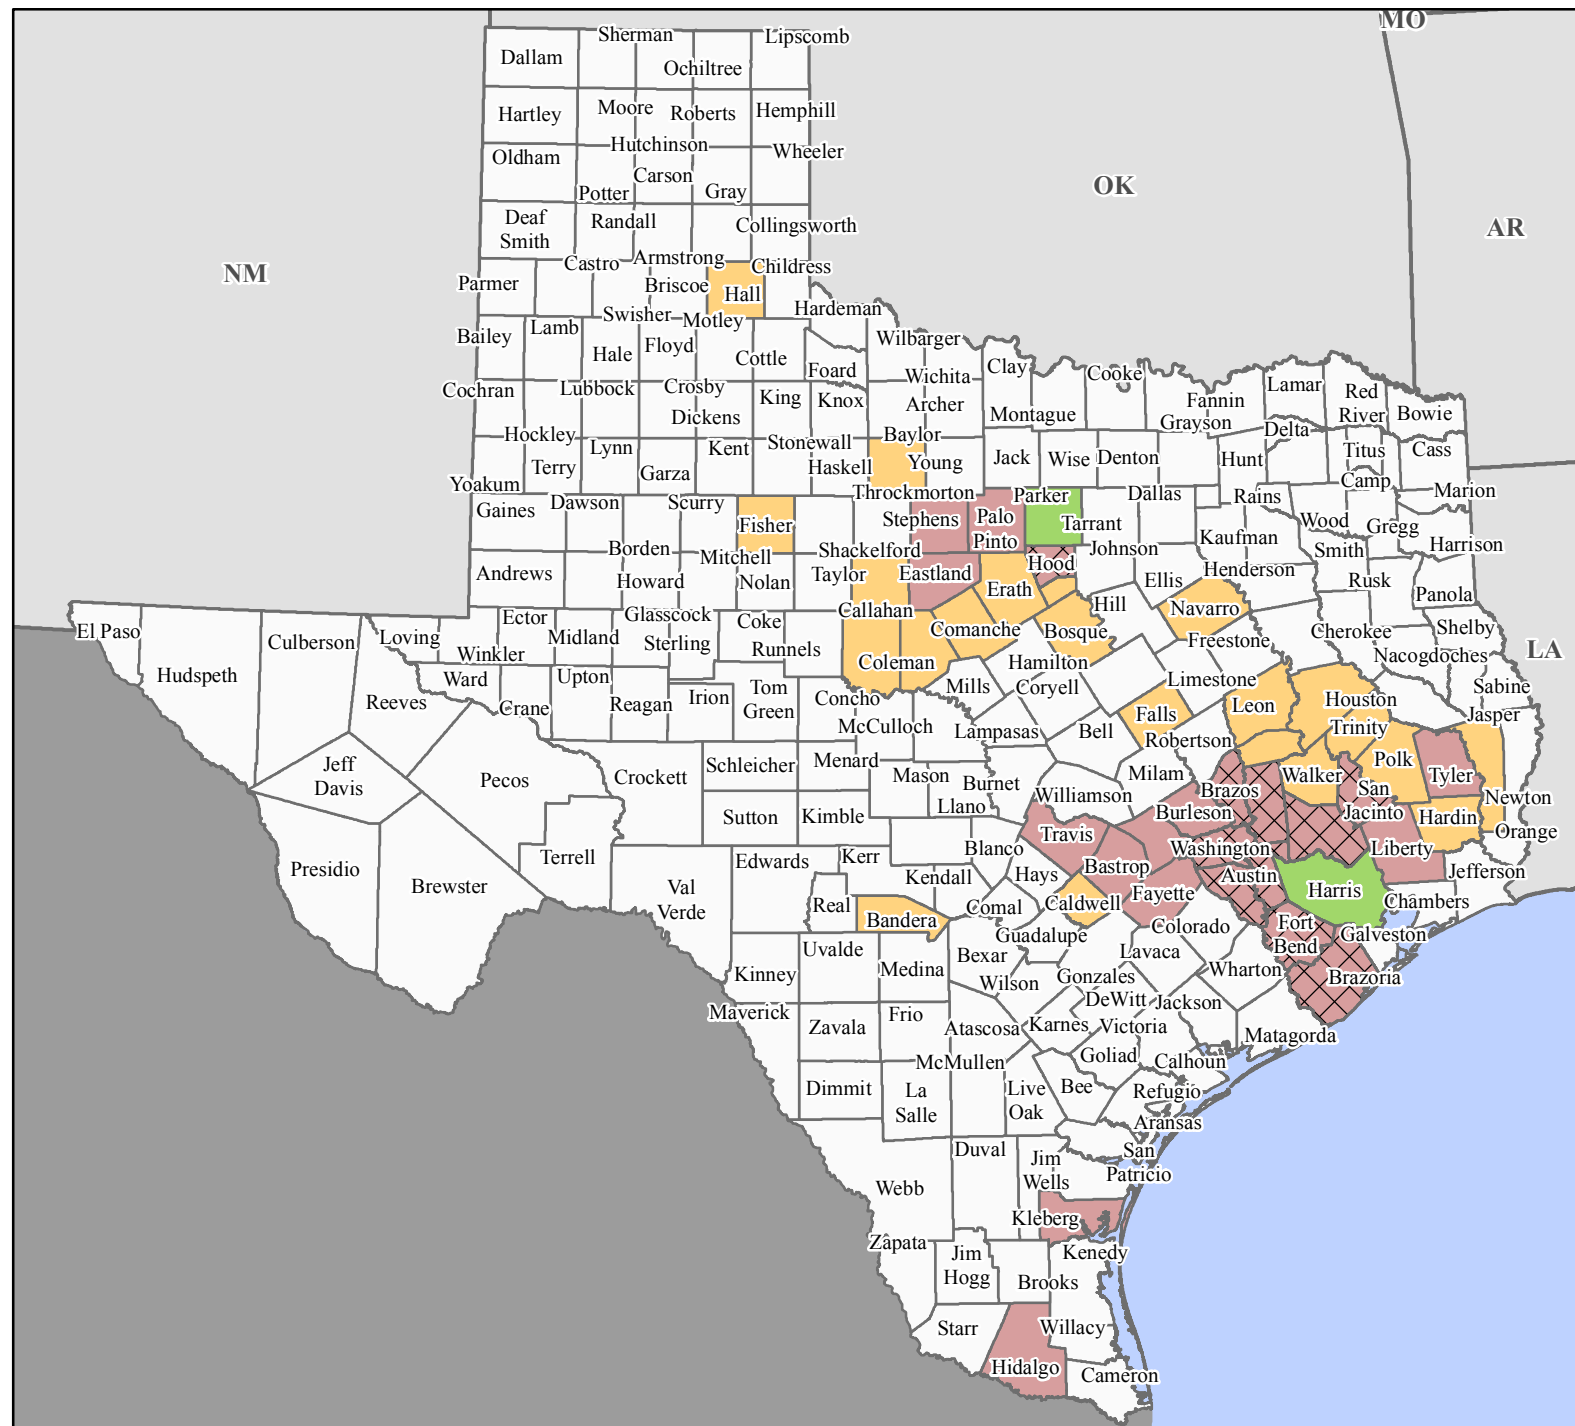 MO
Sherman
Lipscomb
Dallam
Ochiltree
Hartley
Moore
Roberts
Hemphill
Hutchinson
Wheeler
Oldham
Carson
Potter
Gray
OK
Deaf
Smith
Randall
Collingsworth
AR
Armstrong
Castro
Childress
NM
Parmer
Briscoe
Hall
Hardeman
Swisher
Motley
Bailey
Lamb
Wilbarger
Hale
Floyd
Cottle
Foard
Clay
Wichita
Cooke
Cochran
Lubbock
Crosby
King
Knox
Archer
Fannin
Lamar
Red
River
Dickens
Montague
Grayson
Bowie
Hockley
Baylor
Delta
Lynn
Kent
Stonewall
Titus
Cass
Terry
Garza
Haskell
Young
Jack
Wise
Denton
Hunt
Camp
Yoakum
Throckmorton
Parker
Dallas
Rains
Marion
Gaines
Dawson
Scurry
Fisher
Stephens
Palo
Pinto
Tarrant
Wood
Gregg
Kaufman
Borden
Mitchell
Shackelford
Johnson
Smith
Harrison
Andrews
Howard
Nolan
Taylor
Eastland
Hood
Ellis
Henderson
Rusk
Erath
Panola
Glasscock
Callahan
Hill
Navarro
El Paso
Culberson
Loving
Ector
Midland
Sterling
Coke
Comanche
Bosque
Cherokee
Shelby
Winkler
Runnels
Freestone
Nacogdoches
LA
Hudspeth
Ward
Upton
Coleman
Hamilton
Limestone
Reeves
Crane
Reagan
Irion
Tom
Green
Concho
Mills
Coryell
Sabine
Leon
Houston
McCulloch
Lampasas
Bell
Falls
Trinity
Jasper
Robertson
Jeff
Davis
Pecos
Crockett
Schleicher
Menard
Mason
Burnet
Milam
Walker
Polk
Tyler
Llano
Williamson
Brazos
San
Jacinto
Newton
Sutton
Kimble
Burleson
Hardin
Travis
Orange
Presidio
Terrell
Edwards
Kerr
Blanco
Washington
Liberty
Brewster
Bastrop
Jefferson
Val
Verde
Kendall
Hays
Austin
Harris
Real
Comal
Caldwell
Fayette
Chambers
Bandera
Guadalupe
Colorado
Fort
Bend
Galveston
Uvalde
Bexar
Lavaca
Kinney
Medina
Wilson
Gonzales
Wharton
Brazoria
Maverick
Zavala
Frio
Atascosa
DeWitt
Jackson
Karnes
Victoria
Matagorda
McMullen
Goliad
Calhoun
Dimmit
La
Salle
Live
Oak
Bee
Refugio
Aransas
Duval
Jim
Wells
San
Patricio
Webb
Kleberg
Zapata
Jim
Hogg
Kenedy
Brooks
Starr
Willacy
Hidalgo
Cameron